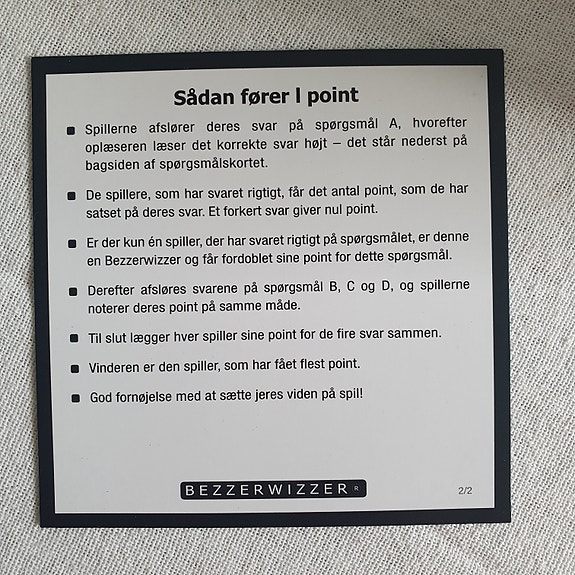 Sådan fører I point
Spillerne afslører deres svar på spørgsmål A, hvorefter
oplæseren læser det korrekte svar højt – det står nederst på
bagsiden af spørgsmålskortet.
De spillere, som har svaret rigtigt, får det antal point, som de har
satset på deres svar. Et forkert svar giver nul point.
Er der kun én spiller, der har svaret rigtigt på spørgsmålet, er denne
en Bezzerwizzer og får fordoblet sine point for dette spørgsmål.
Derefter afsløres svarene på spørgsmål B, C og D, og spillerne
noterer deres point på samme måde.
Til slut lægger hver spiller sine point for de fire svar sammen.
Vinderen er den spiller, som har fået flest point.
God fornøjelse med at sætte jeres viden på spil!
BEZZERWIZZER R
2/2